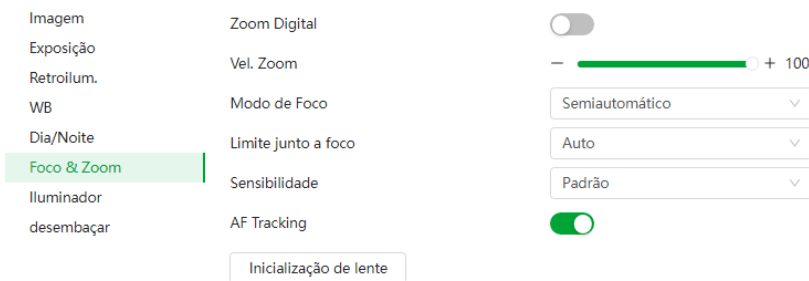 Imagem
Exposição
Retroilum.
WB
Dia/Noite
Foco & Zoom
Iluminador
desembaçar
Zoom Digital
Vel. Zoom − + 100
Modo de Foco Semiautomático
Limite junto a foco Auto
Sensibilidade Padrão
AF Tracking
Inicialização de lente